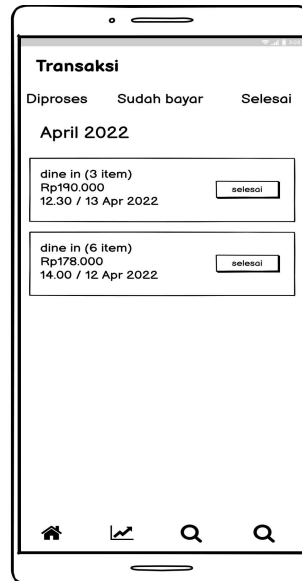 Transaksi
Diproses Sudah bayar Selesai
April 2022
dine in (3 item)
Rp190.000
12.30 / 13 Apr 2022
selesai
dine in (6 item)
Rp178.000
14.00 / 12 Apr 2022
selesai